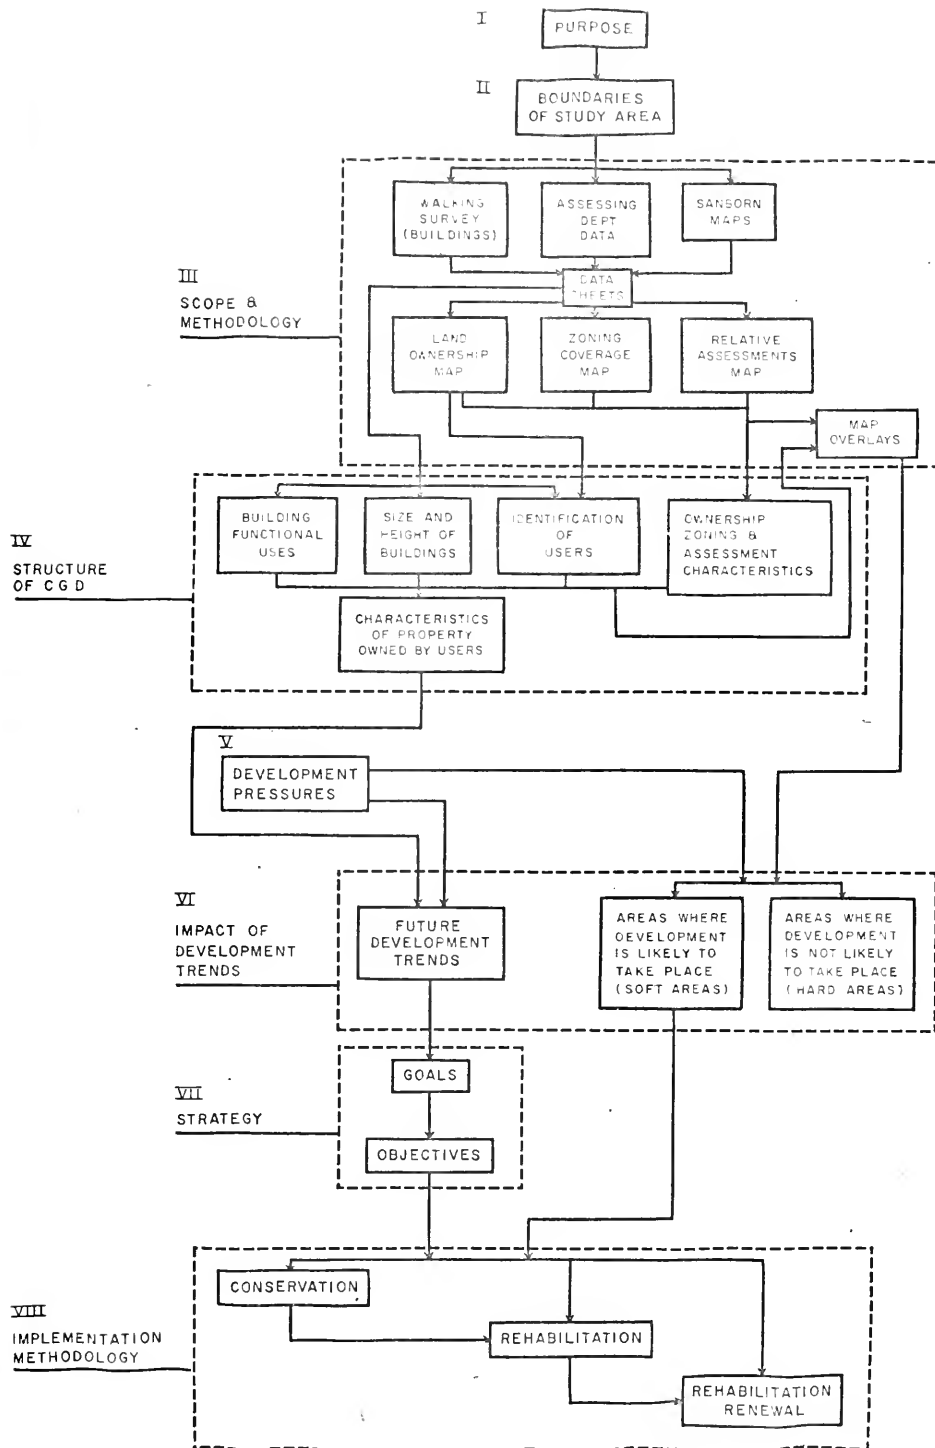 I
PURPOSE
II
BOUNDARIES
OF STUDY AREA
WALKING
SURVEY
(BUILDINGS)
ASSESSING
DEPT
DATA
SANBORN
MAPS
III
SCOPE &
METHODOLOGY
DATA
SHEETS
LAND
OWNERSHIP
MAP
ZONING
COVERAGE
MAP
RELATIVE
ASSESSMENTS
MAP
MAP
OVERLAYS
IV
STRUCTURE
OF C G D
BUILDING
FUNCTIONAL
USES
SIZE AND
HEIGHT OF
BUILDINGS
IDENTIFICATION
OF
USERS
OWNERSHIP
ZONING &
ASSESSMENT
CHARACTERISTICS
CHARACTERISTICS
OF PROPERTY
OWNED BY USERS
V
DEVELOPMENT
PRESSURES
VI
IMPACT OF
DEVELOPMENT
TRENDS
FUTURE
DEVELOPMENT
TRENDS
AREAS WHERE
DEVELOPMENT
IS LIKELY TO
TAKE PLACE
(SOFT AREAS)
AREAS WHERE
DEVELOPMENT
IS NOT LIKELY
TO TAKE PLACE
(HARD AREAS)
VII
STRATEGY
GOALS
OBJECTIVES
VIII
IMPLEMENTATION
METHODOLOGY
CONSERVATION
REHABILITATION
REHABILITATION
RENEWAL